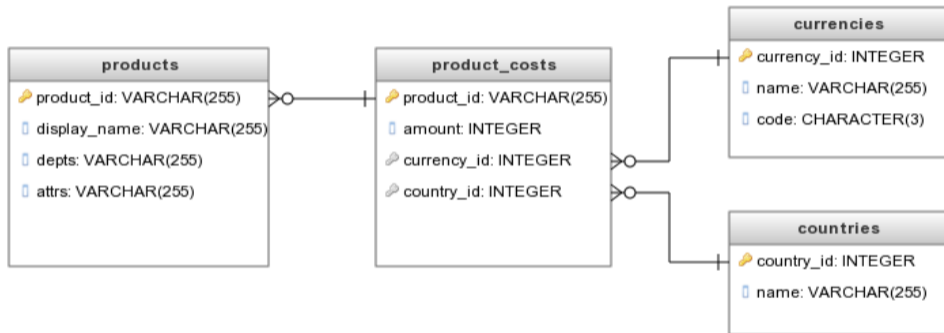 products
product_id: VARCHAR(255)
display_name: VARCHAR(255)
depts: VARCHAR(255)
attrs: VARCHAR(255)
product_costs
product_id: VARCHAR(255)
amount: INTEGER
currency_id: INTEGER
country_id: INTEGER
currencies
currency_id: INTEGER
name: VARCHAR(255)
code: CHARACTER(3)
countries
country_id: INTEGER
name: VARCHAR(255)